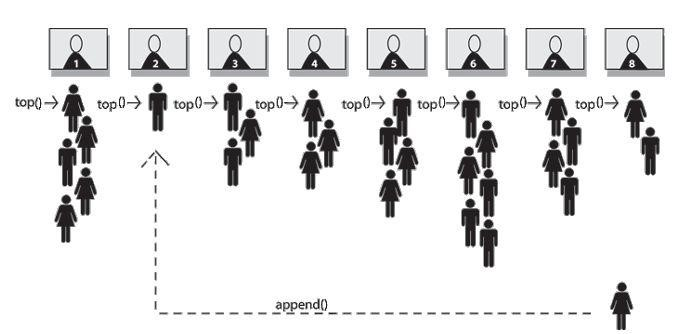 1 2 3 4 5 6 7 8
top() top() top() top() top() top() top() top()
append()